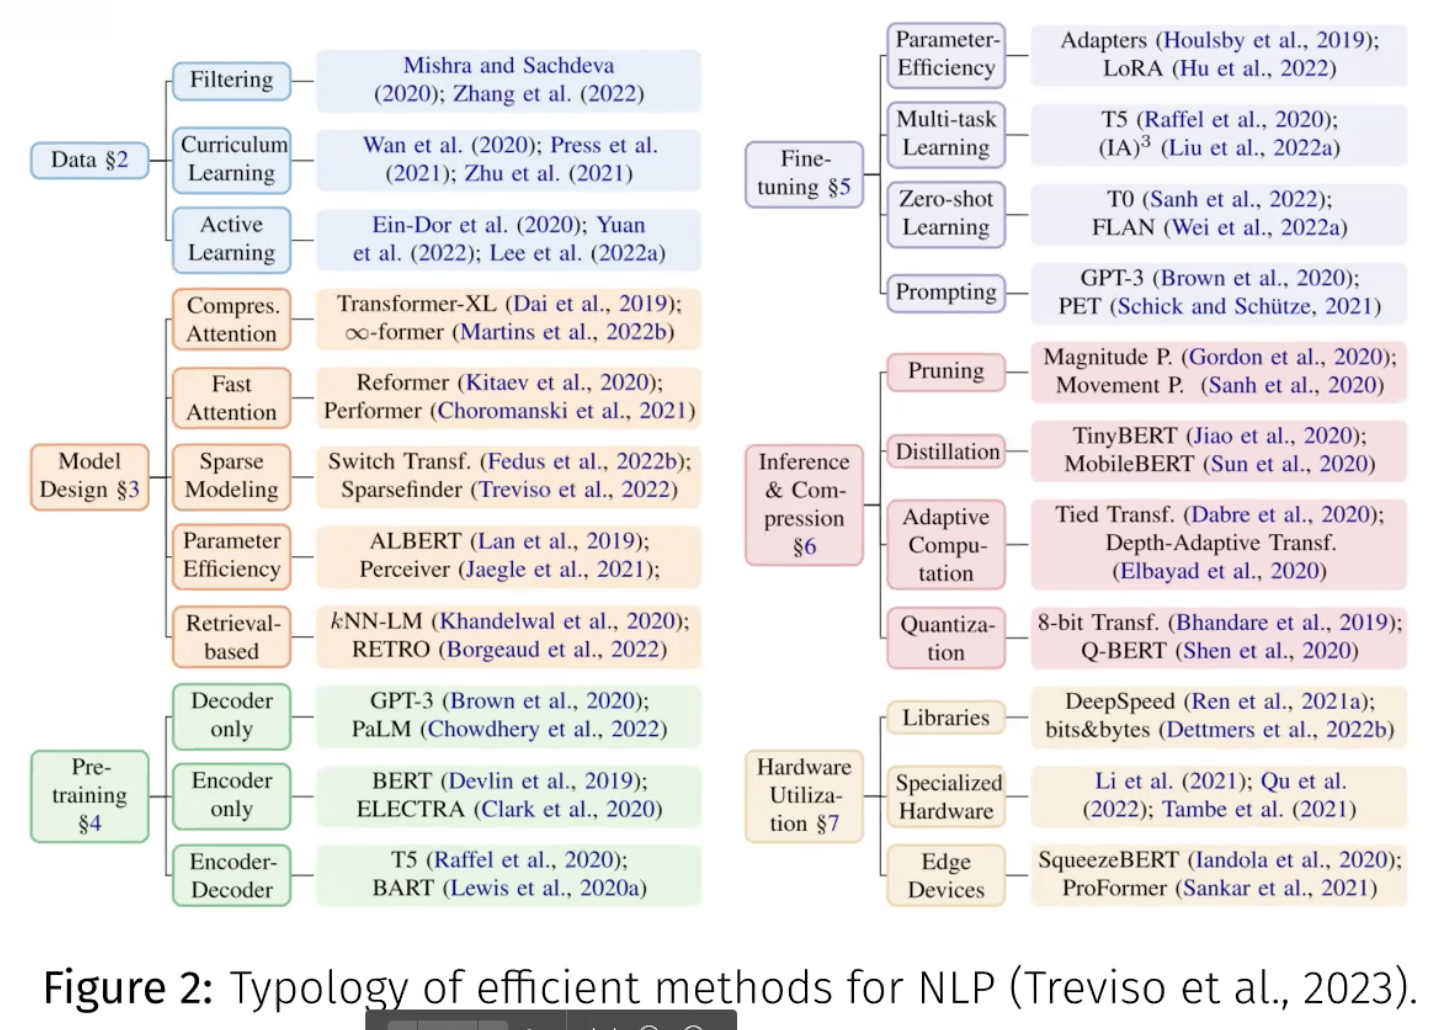 Data §2
Filtering
Mishra and Sachdeva
(2020); Zhang et al. (2022)
Curriculum
Learning
Wan et al. (2020); Press et al.
(2021); Zhu et al. (2021)
Active
Learning
Ein-Dor et al. (2020); Yuan
et al. (2022); Lee et al. (2022a)
Model
Design §3
Compres.
Attention
Transformer-XL (Dai et al., 2019);
∞-former (Martins et al., 2022b)
Fast
Attention
Reformer (Kitaev et al., 2020);
Performer (Choromanski et al., 2021)
Sparse
Modeling
Switch Transf. (Fedus et al., 2022b);
Sparsefinder (Treviso et al., 2022)
Parameter
Efficiency
ALBERT (Lan et al., 2019);
Perceiver (Jaegle et al., 2021);
Retrieval-
based
kNN-LM (Khandelwal et al., 2020);
RETRO (Borgeaud et al., 2022)
Pre-
training
§4
Decoder
only
GPT-3 (Brown et al., 2020);
PaLM (Chowdhery et al., 2022)
Encoder
only
BERT (Devlin et al., 2019);
ELECTRA (Clark et al., 2020)
Encoder-
Decoder
T5 (Raffel et al., 2020);
BART (Lewis et al., 2020a)
Fine-
tuning §5
Parameter-
Efficiency
Adapters (Houlsby et al., 2019);
LoRA (Hu et al., 2022)
Multi-task
Learning
T5 (Raffel et al., 2020);
(IA)³ (Liu et al., 2022a)
Zero-shot
Learning
T0 (Sanh et al., 2022);
FLAN (Wei et al., 2022a)
Prompting
GPT-3 (Brown et al., 2020);
PET (Schick and Schütze, 2021)
Inference
& Com-
pression
§6
Pruning
Magnitude P. (Gordon et al., 2020);
Movement P. (Sanh et al., 2020)
Distillation
TinyBERT (Jiao et al., 2020);
MobileBERT (Sun et al., 2020)
Adaptive
Compu-
tation
Tied Transf. (Dabre et al., 2020);
Depth-Adaptive Transf.
(Elbayad et al., 2020)
Quantiza-
tion
8-bit Transf. (Bhandare et al., 2019);
Q-BERT (Shen et al., 2020)
Hardware
Utiliza-
tion §7
Libraries
DeepSpeed (Ren et al., 2021a);
bits&bytes (Dettmers et al., 2022b)
Specialized
Hardware
Li et al. (2021); Qu et al.
(2022); Tambe et al. (2021)
Edge
Devices
SqueezeBERT (Iandola et al., 2020);
ProFormer (Sankar et al., 2021)
Figure 2: Typology of efficient methods for NLP (Treviso et al., 2023).